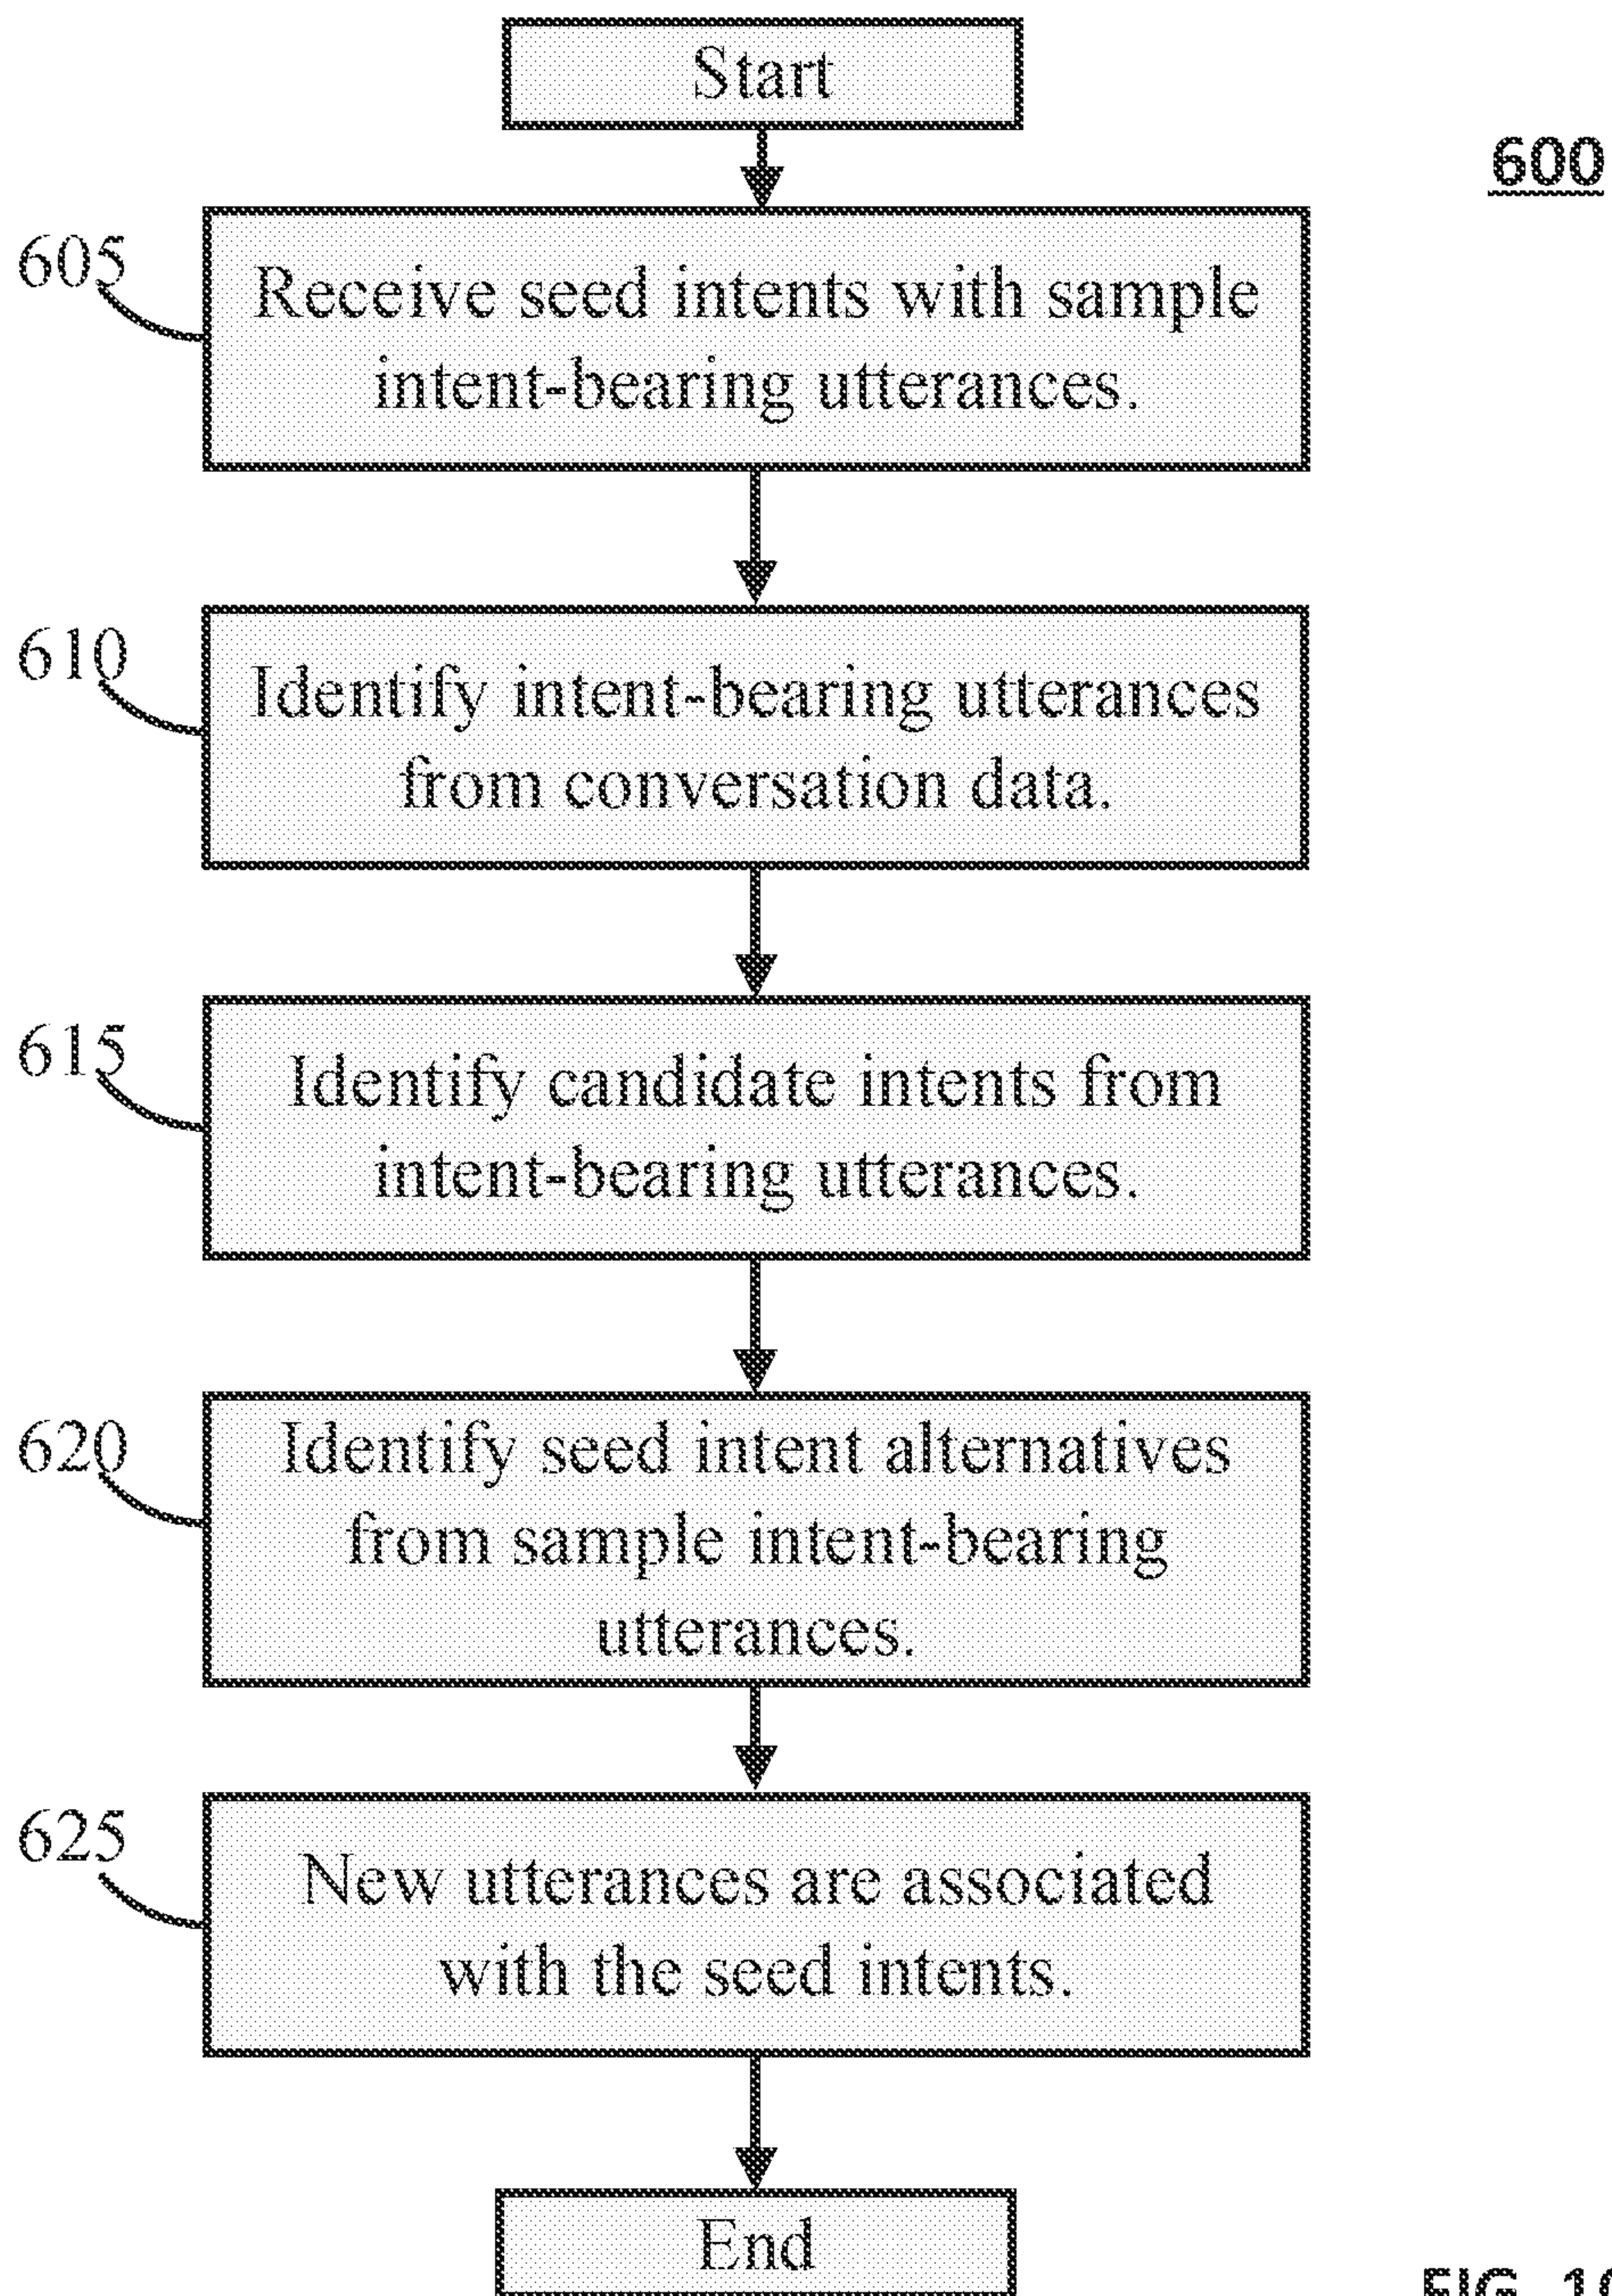 Start
600
605
Receive seed intents with sample
intent-bearing utterances.
610
Identify intent-bearing utterances
from conversation data.
615
Identify candidate intents from
intent-bearing utterances.
620
Identify seed intent alternatives
from sample intent-bearing
utterances.
625
New utterances are associated
with the seed intents.
End
FIG.